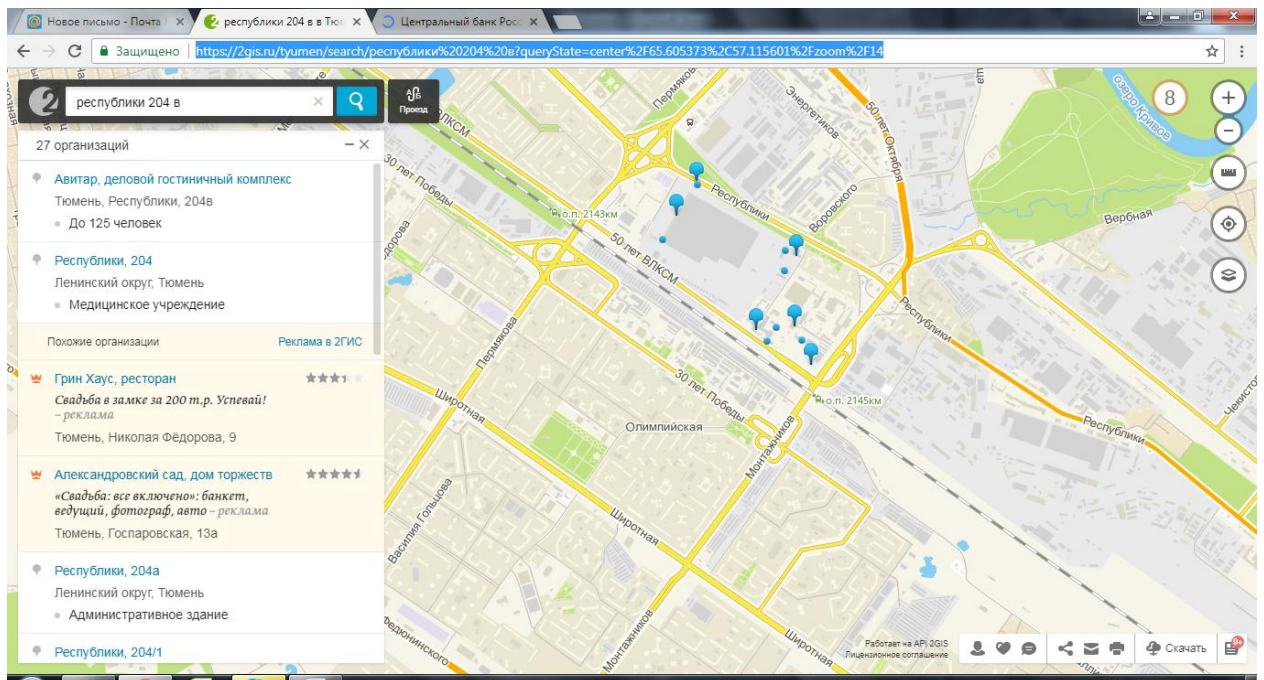 Новое письмо - Почта
республики 204 в в Тю
Центральный банк Росс
Защищено
https://2gis.ru/tyumen/search/республики%20204%20в?queryState=center%2F65.605373%2C57.115601%2Fzoom%2F14
республики 204 в
Проезд
27 организаций
Авитар, деловой гостиничный комплекс
Тюмень, Республики, 204в
До 125 человек
Республики, 204
Ленинский округ, Тюмень
Медицинское учреждение
Похожие организации
Реклама в 2ГИС
Грин Хаус, ресторан
Свадьба в замке за 200 т.р. Успевай!
– реклама
Тюмень, Николая Фёдорова, 9
Александровский сад, дом торжеств
«Свадьба: все включено»: банкет,
ведущий, фотограф, авто – реклама
Тюмень, Госпаровская, 13а
Республики, 204а
Ленинский округ, Тюмень
Административное здание
Республики, 204/1
Пермякова
Энергетиков
50 лет Октября
озеро Кривое
8
ВЛКСМ
30 лет Победы
о.п. 2143км
Республики
Воровского
Вербная
50 лет ВЛКСМ
Республики
Пермякова
30 лет Победы
о.п. 2145км
Широтная
Олимпийская
Монтажников
Республики
Василия Гольцова
Широтная
Федюнинского
Монтажников
Широтная
Работает на API 2GIS
Лицензионное соглашение
Скачать
9+